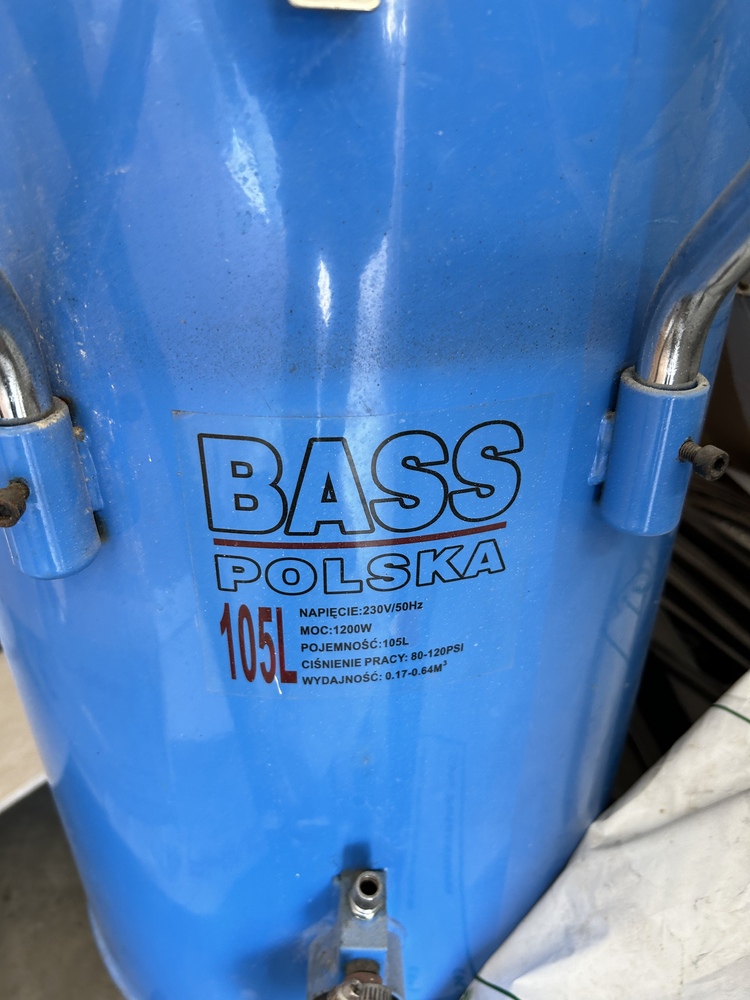 BASS
POLSKA
105L
NAPIĘCIE:230V/50Hz
MOC:1200W
POJEMNOŚĆ:105L
CIŚNIENIE PRACY: 80-120PSI
WYDAJNOŚĆ: 0.17-0.64M³